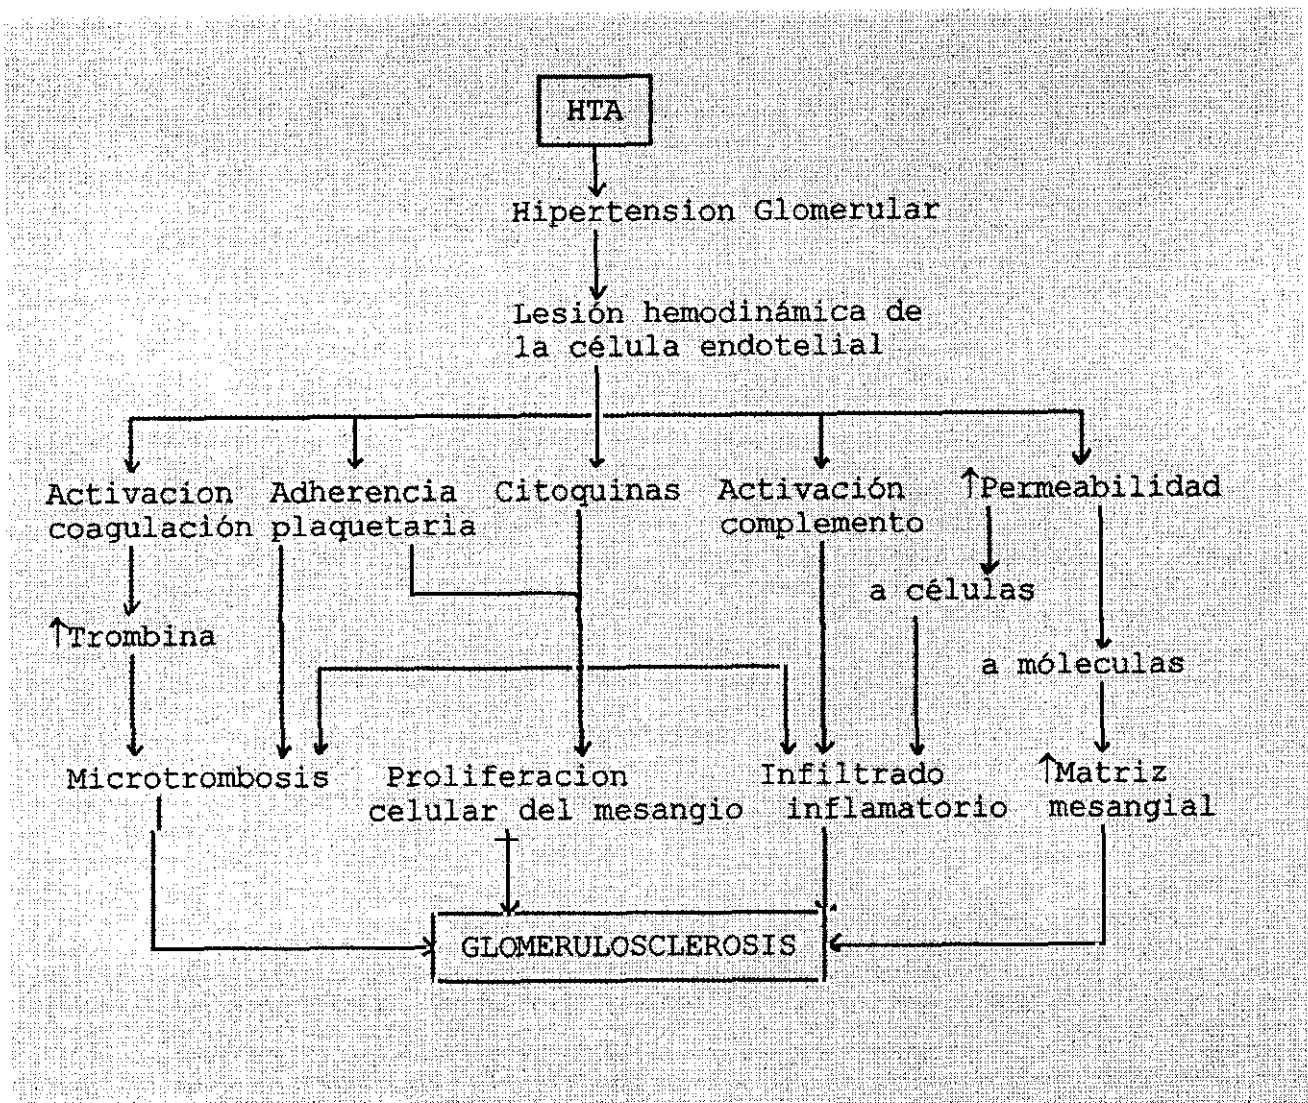 HTA
Hipertension Glomerular
Lesión hemodinámica de
la célula endotelial
Activacion
coagulación
Adherencia
plaquetaria
Citoquinas
Activación
complemento
↑Permeabilidad
a células
↑Trombina
a móleculas
Microtrombosis
Proliferacion
celular del mesangio
Infiltrado
inflamatorio
↑Matriz
mesangial
GLOMERULOSCLEROSIS